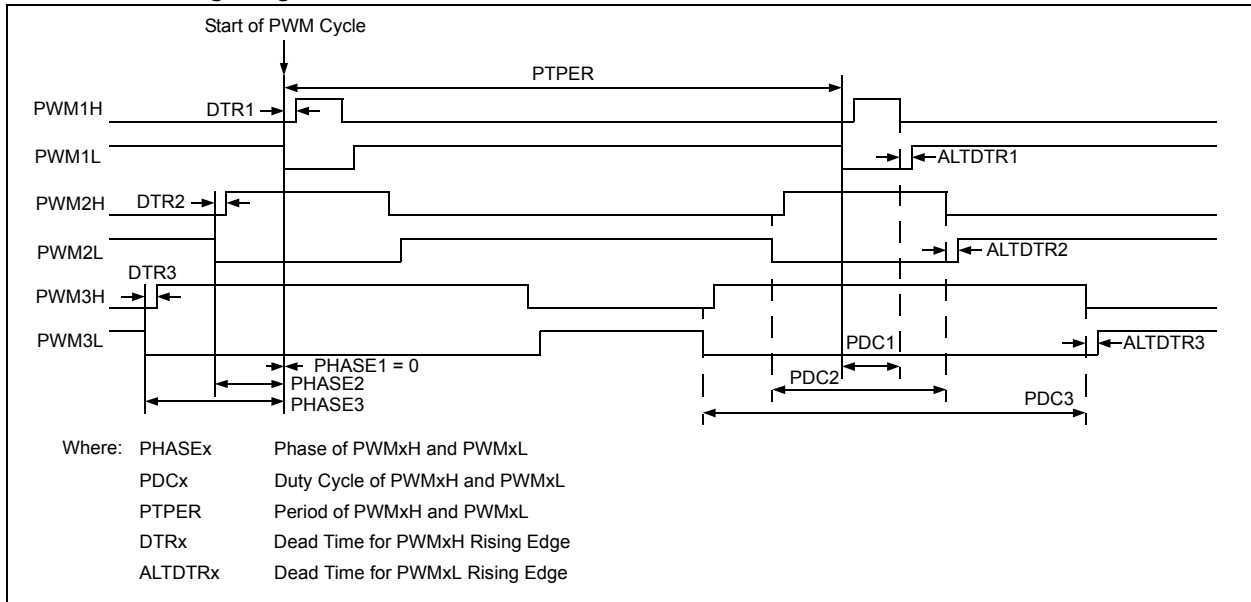 Start of PWM Cycle
PTPER
PWM1H
DTR1
PWM1L
ALTDTR1
PWM2H
DTR2
PWM2L
ALTDTR2
DTR3
PWM3H
PWM3L
PDC1
ALTDTR3
PHASE1 = 0
PHASE2
PDC2
PHASE3
PDC3
Where: PHASEx Phase of PWMxH and PWMxL
PDCx Duty Cycle of PWMxH and PWMxL
PTPER Period of PWMxH and PWMxL
DTRx Dead Time for PWMxH Rising Edge
ALTDTRx Dead Time for PWMxL Rising Edge